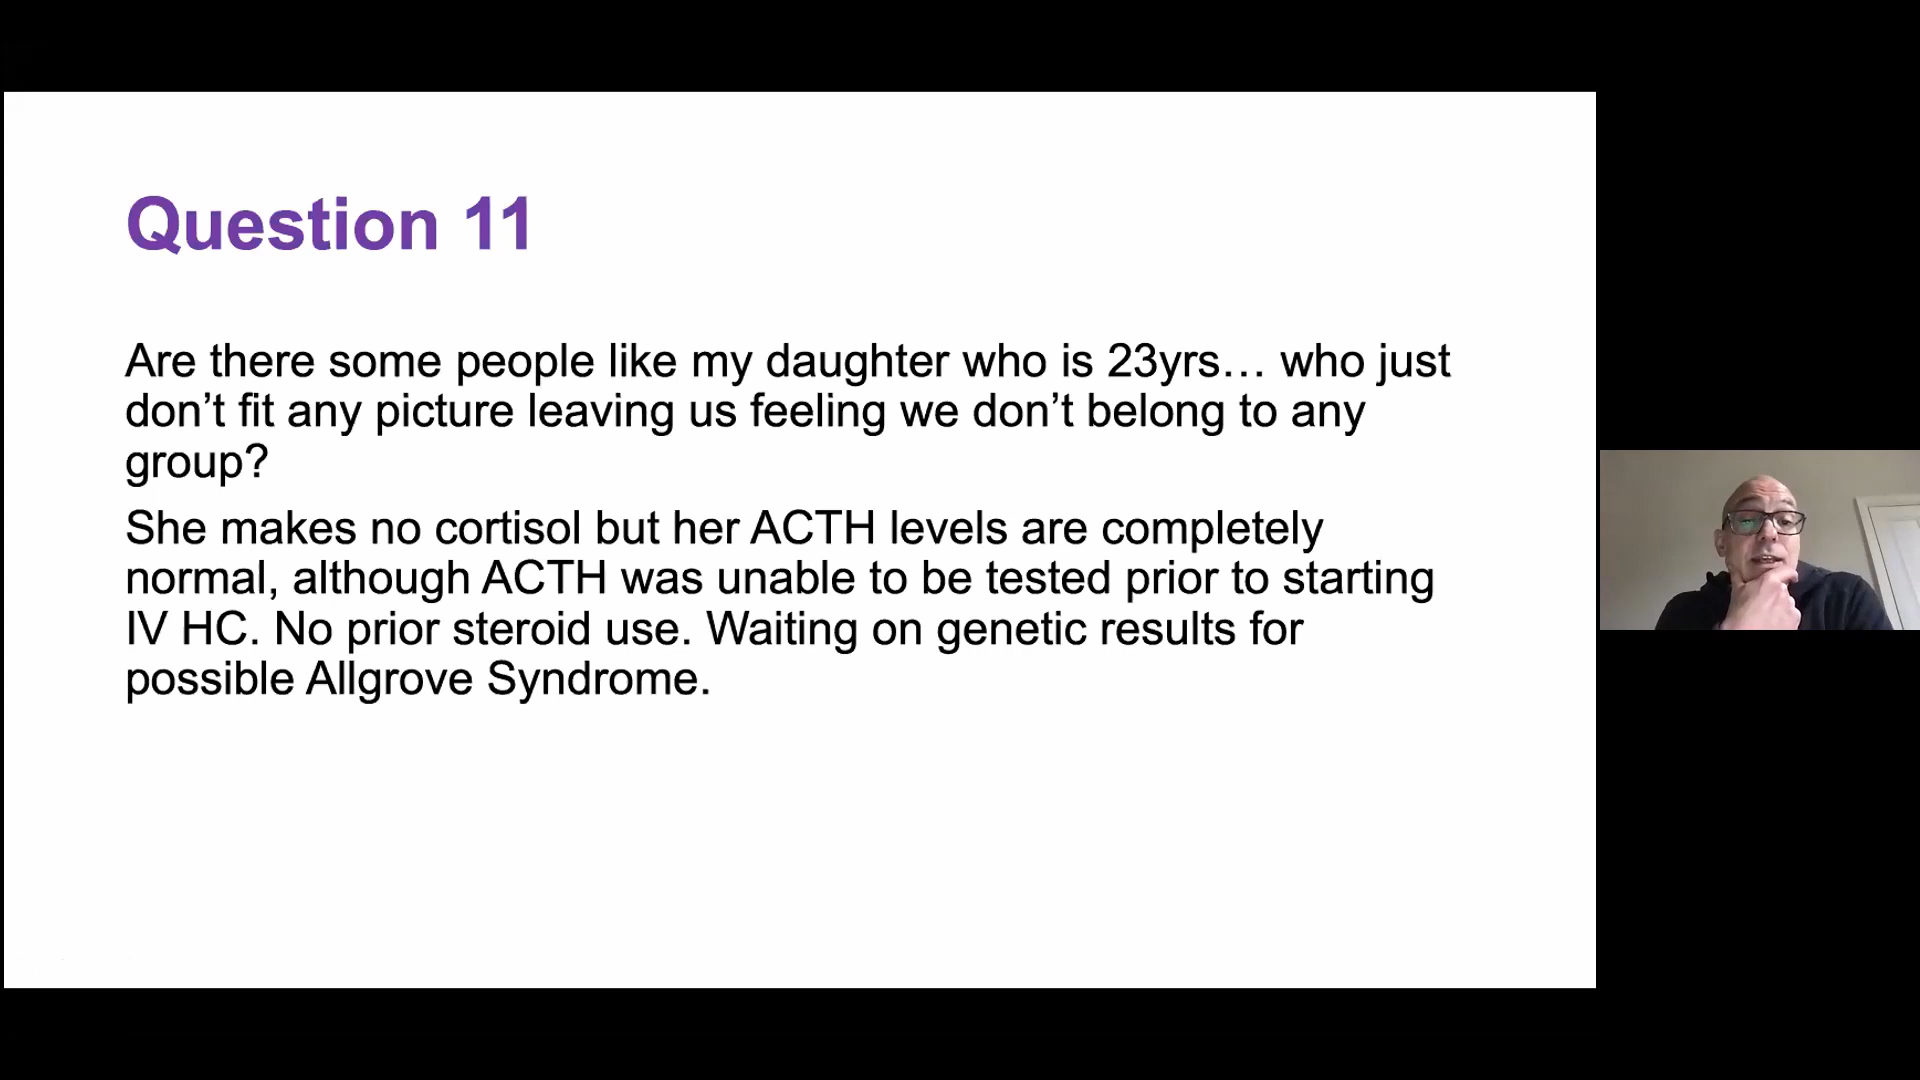 Question 11
Are there some people like my daughter who is 23yrs… who just
don’t fit any picture leaving us feeling we don’t belong to any
group?
She makes no cortisol but her ACTH levels are completely
normal, although ACTH was unable to be tested prior to starting
IV HC. No prior steroid use. Waiting on genetic results for
possible Allgrove Syndrome.